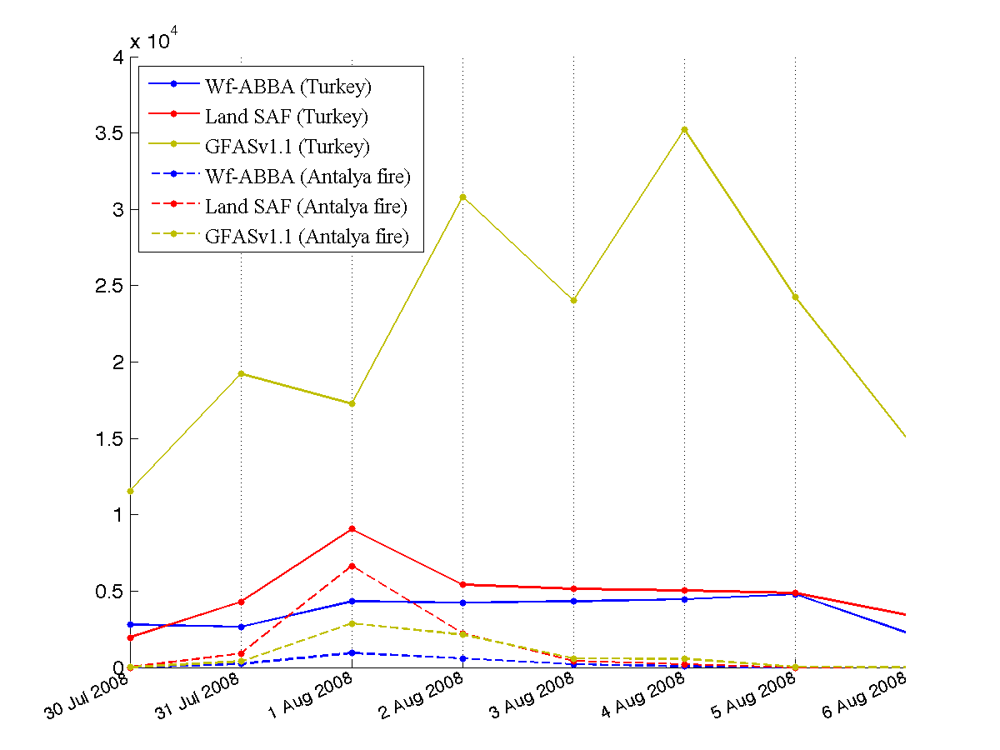 x 10^4
4
3.5
3
2.5
2
1.5
1
0.5
0
Wf-ABBA (Turkey)
Land SAF (Turkey)
GFASv1.1 (Turkey)
Wf-ABBA (Antalya fire)
Land SAF (Antalya fire)
GFASv1.1 (Antalya fire)
30 Jul 2008
31 Jul 2008
1 Aug 2008
2 Aug 2008
3 Aug 2008
4 Aug 2008
5 Aug 2008
6 Aug 2008